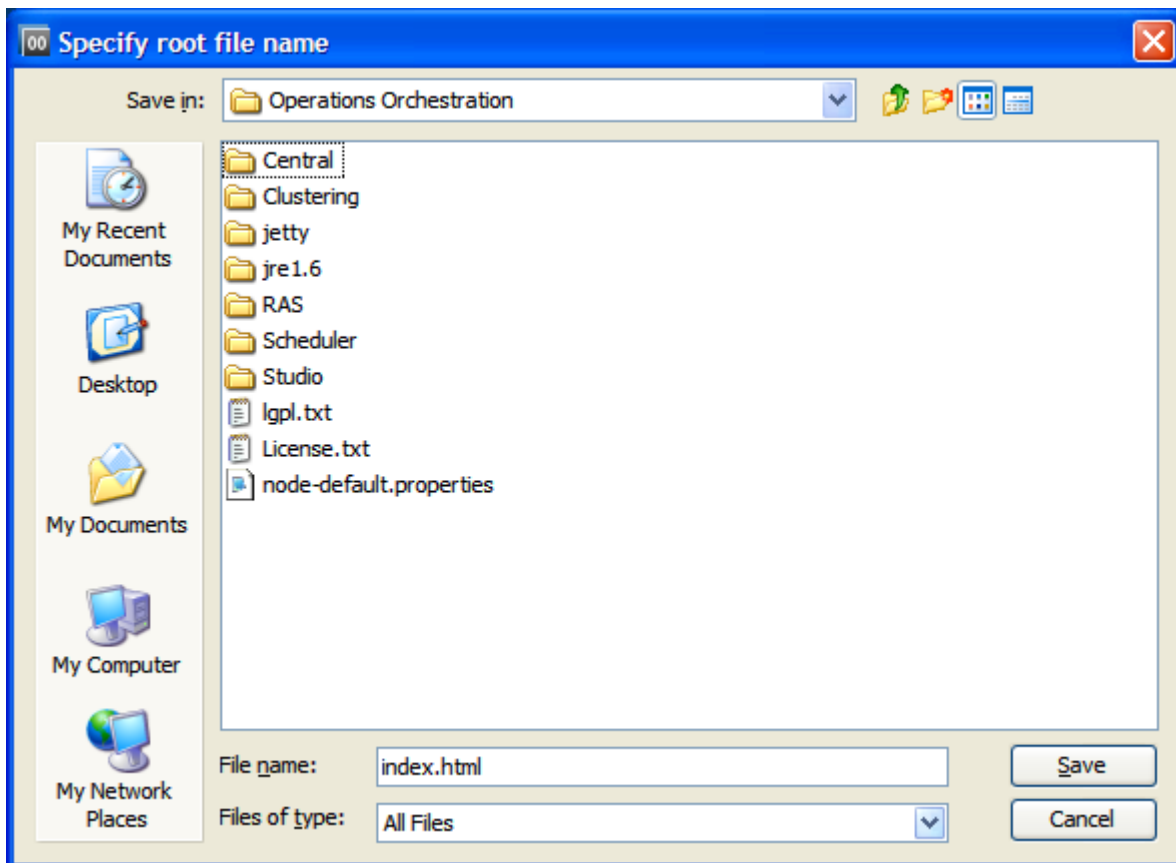 00 Specify root file name
Save in: Operations Orchestration
My Recent
Documents
Desktop
My Documents
My Computer
My Network
Places
Central
Clustering
jetty
jre1.6
RAS
Scheduler
Studio
lgpl.txt
License.txt
node-default.properties
File name: index.html Save
Files of type: All Files Cancel